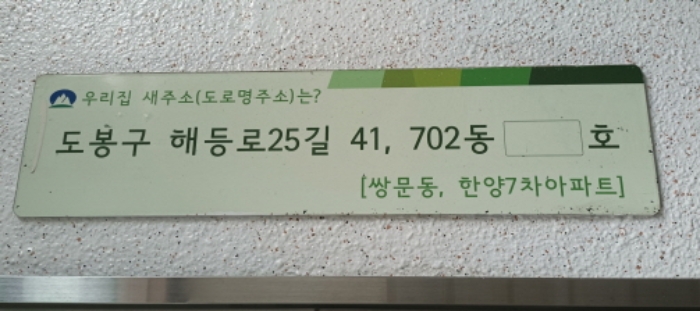 우리집 새주소(도로명주소)는?
도봉구 해등로25길 41, 702동 호
[쌍문동, 한양7차아파트]